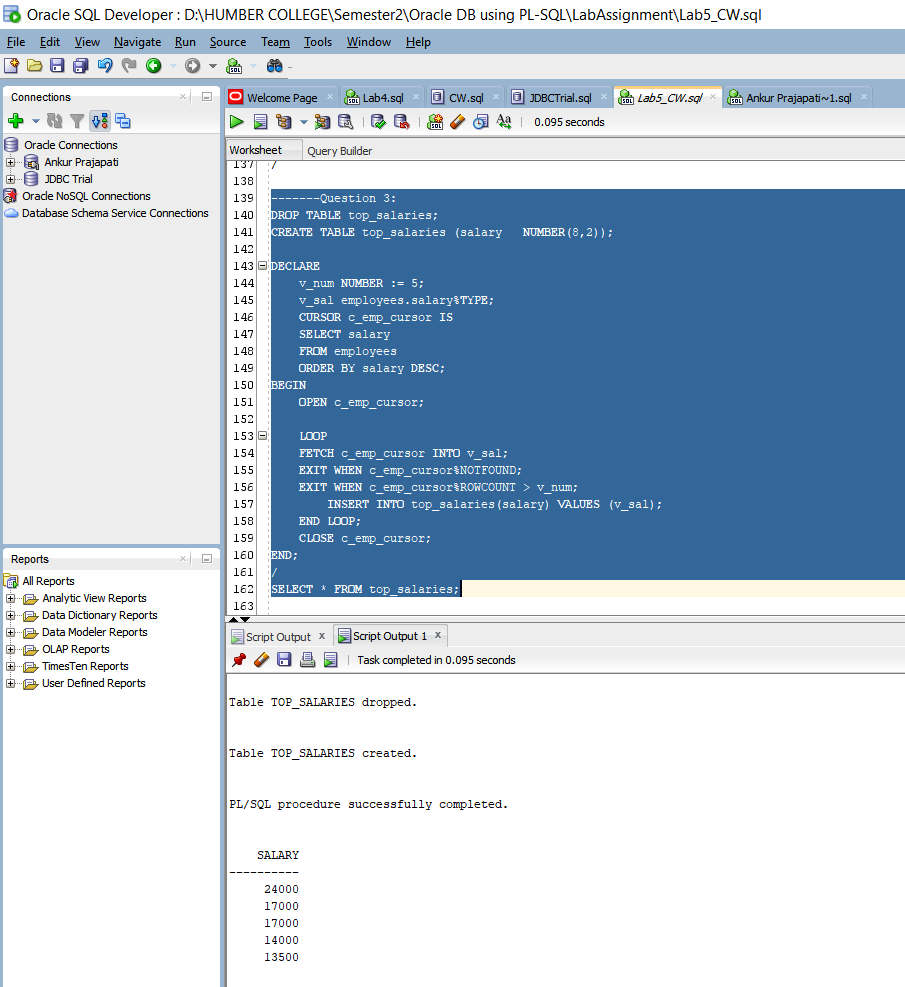 Oracle SQL Developer : D:\HUMBER COLLEGE\Semester2\Oracle DB using PL-SQL\LabAssignment\Lab5_CW.sql
File Edit View Navigate Run Source Team Tools Window Help
Connections
Oracle Connections
Ankur Prajapati
JDBC Trial
Oracle NoSQL Connections
Database Schema Service Connections
Reports
All Reports
Analytic View Reports
Data Dictionary Reports
Data Modeler Reports
OLAP Reports
TimesTen Reports
User Defined Reports
Welcome Page Lab4.sql CW.sql JDBCTrial.sql Lab5_CW.sql Ankur Prajapati~1.sql
0.095 seconds
Worksheet Query Builder
137 /
138
139 -------Question 3:
140 DROP TABLE top_salaries;
141 CREATE TABLE top_salaries (salary   NUMBER(8,2));
142
143 DECLARE
144     v_num NUMBER := 5;
145     v_sal employees.salary%TYPE;
146     CURSOR c_emp_cursor IS
147     SELECT salary
148     FROM employees
149     ORDER BY salary DESC;
150 BEGIN
151     OPEN c_emp_cursor;
152
153     LOOP
154     FETCH c_emp_cursor INTO v_sal;
155     EXIT WHEN c_emp_cursor%NOTFOUND;
156     EXIT WHEN c_emp_cursor%ROWCOUNT > v_num;
157         INSERT INTO top_salaries(salary) VALUES (v_sal);
158     END LOOP;
159     CLOSE c_emp_cursor;
160 END;
161 /
162 SELECT * FROM top_salaries;
163
Script Output x Script Output 1 x
Task completed in 0.095 seconds
Table TOP_SALARIES dropped.
Table TOP_SALARIES created.
PL/SQL procedure successfully completed.
SALARY
----------
24000
17000
17000
14000
13500